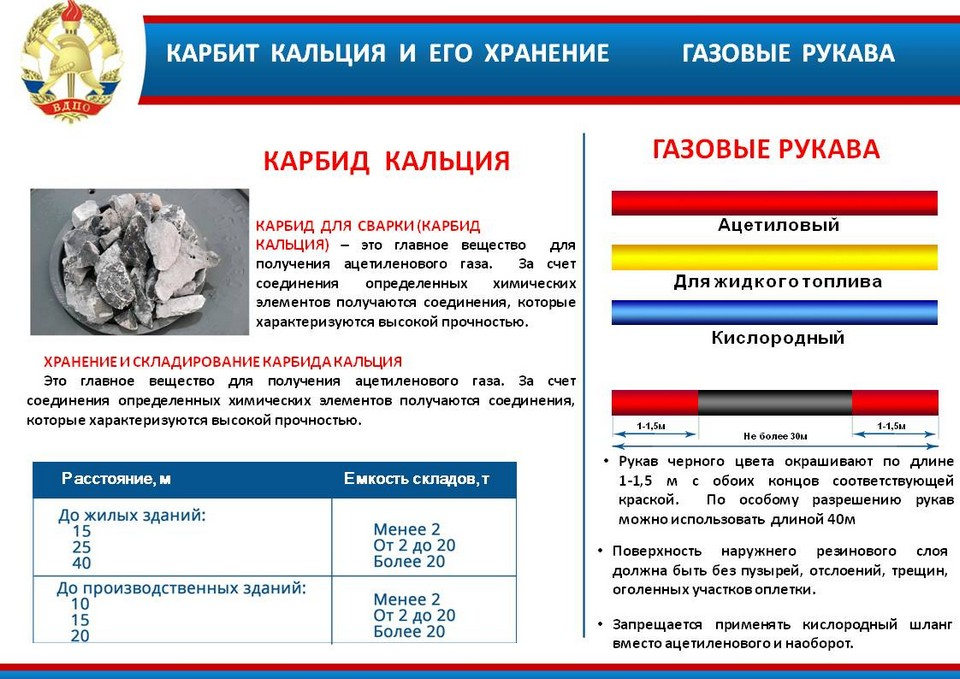 ВДПО
КАРБИТ КАЛЬЦИЯ И ЕГО ХРАНЕНИЕ ГАЗОВЫЕ РУКАВА
КАРБИД КАЛЬЦИЯ
КАРБИД ДЛЯ СВАРКИ (КАРБИД
КАЛЬЦИЯ) – это главное вещество для
получения ацетиленового газа. За счет
соединения определенных химических
элементов получаются соединения, которые
характеризуются высокой прочностью.
ХРАНЕНИЕ И СКЛАДИРОВАНИЕ КАРБИДА КАЛЬЦИЯ
Это главное вещество для получения ацетиленового газа. За счет
соединения определенных химических элементов получаются соединения,
которые характеризуются высокой прочностью.
Расстояние, м Емкость складов, т
До жилых зданий:
15 Менее 2
25 От 2 до 20
40 Более 20
До производственных зданий:
10 Менее 2
15 От 2 до 20
20 Более 20
ГАЗОВЫЕ РУКАВА
Ацетиловый
Для жидкого топлива
Кислородный
1-1,5м 1-1,5м
Не более 30м
• Рукав черного цвета окрашивают по длине
1-1,5 м с обоих концов соответствующей
краской. По особому разрешению рукав
можно использовать длиной 40м
• Поверхность наружнего резинового слоя
должна быть без пузырей, отслоений, трещин,
оголенных участков оплетки.
• Запрещается применять кислородный шланг
вместо ацетиленового и наоборот.